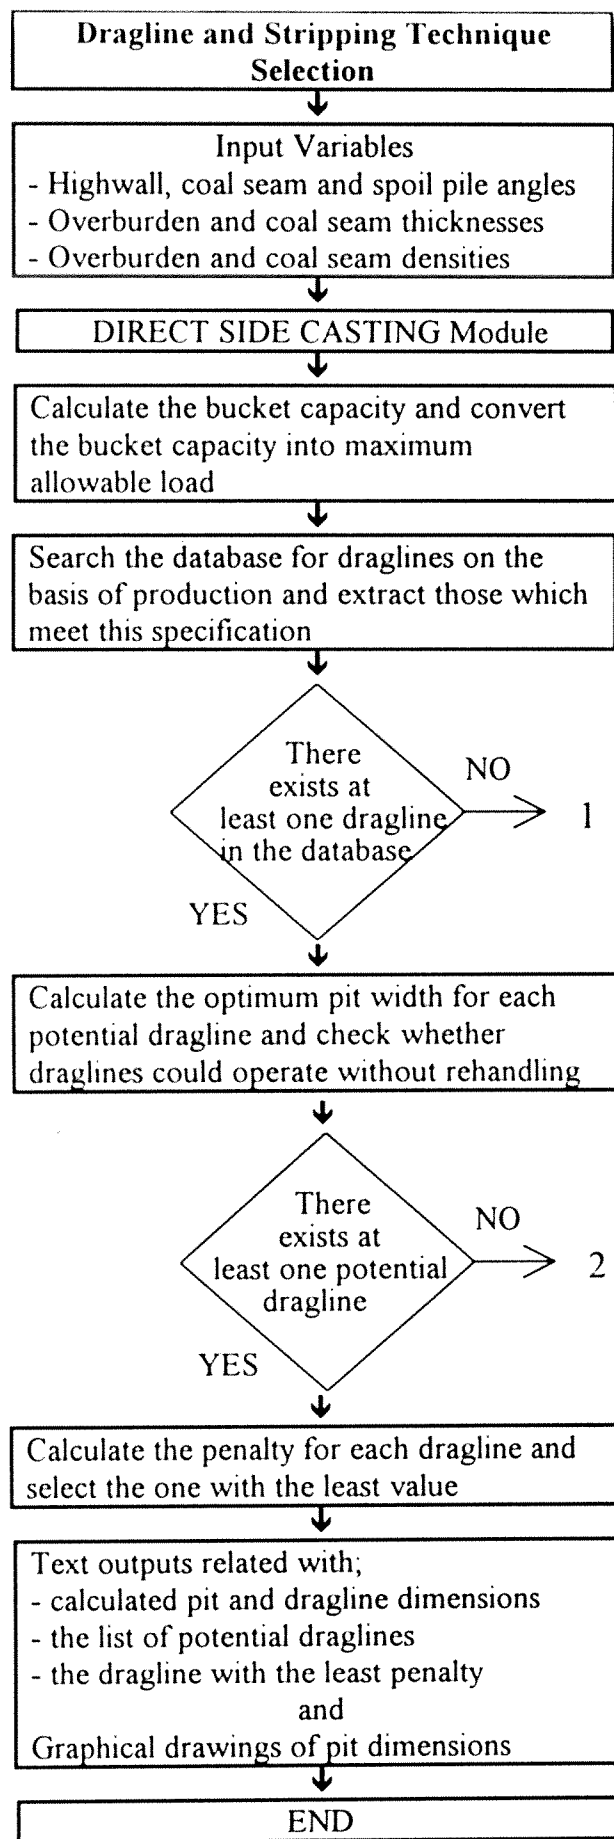 Dragline and Stripping Technique
Selection
Input Variables
- Highwall, coal seam and spoil pile angles
- Overburden and coal seam thicknesses
- Overburden and coal seam densities
DIRECT SIDE CASTING Module
Calculate the bucket capacity and convert
the bucket capacity into maximum
allowable load
Search the database for draglines on the
basis of production and extract those which
meet this specification
There
exists at
least one dragline
in the database
NO
1
YES
Calculate the optimum pit width for each
potential dragline and check whether
draglines could operate without rehandling
There
exists at
least one potential
dragline
NO
2
YES
Calculate the penalty for each dragline and
select the one with the least value
Text outputs related with;
- calculated pit and dragline dimensions
- the list of potential draglines
- the dragline with the least penalty
and
Graphical drawings of pit dimensions
END